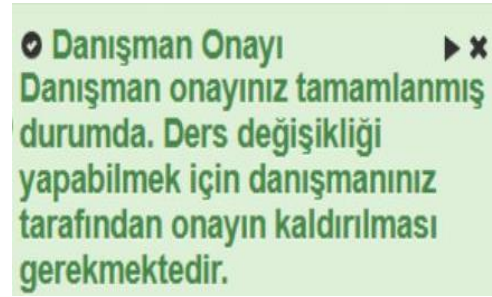 Danışman Onayı
Danışman onayınız tamamlanmış
durumda. Ders değişikliği
yapabilmek için danışmanınız
tarafından onayın kaldırılması
gerekmektedir.